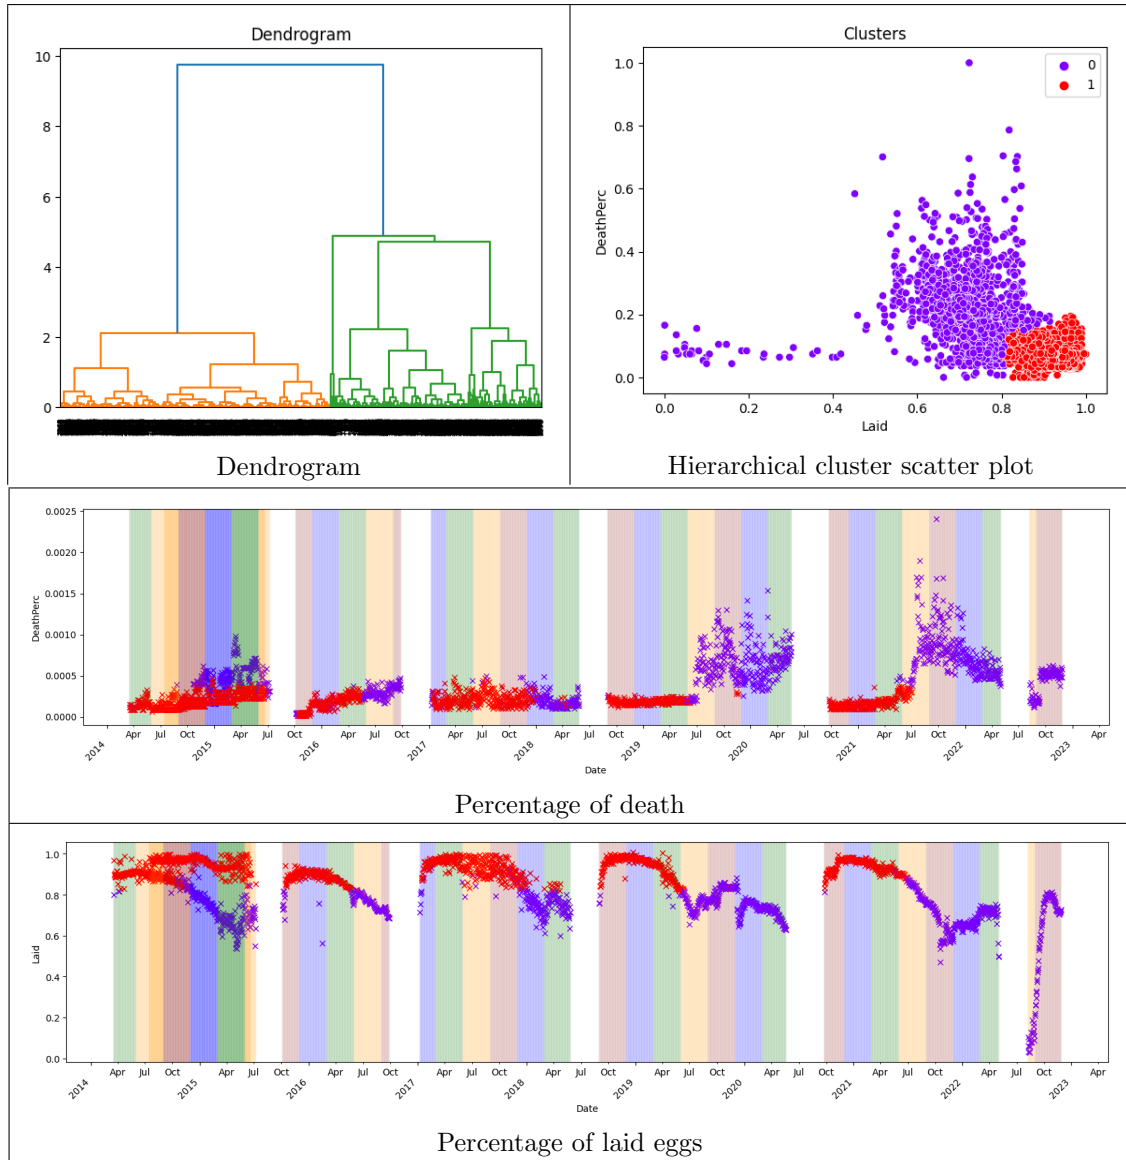 Dendrogram
10
8
6
4
2
0
Dendrogram
Clusters
0
1
1.0
0.8
0.6
0.4
0.2
0.0
DeathPerc
0.0 0.2 0.4 0.6 0.8 1.0
Laid
Hierarchical cluster scatter plot
0.0025
0.0020
0.0015
0.0010
0.0005
0.0000
DeathPerc
2014 Apr Jul Oct 2015 Apr Jul Oct 2016 Apr Jul Oct 2017 Apr Jul Oct 2018 Apr Jul Oct 2019 Apr Jul Oct 2020 Apr Jul Oct 2021 Apr Jul Oct 2022 Apr Jul Oct 2023 Apr
Date
Percentage of death
1.0
0.8
0.6
0.4
0.2
0.0
Laid
2014 Apr Jul Oct 2015 Apr Jul Oct 2016 Apr Jul Oct 2017 Apr Jul Oct 2018 Apr Jul Oct 2019 Apr Jul Oct 2020 Apr Jul Oct 2021 Apr Jul Oct 2022 Apr Jul Oct 2023 Apr
Date
Percentage of laid eggs